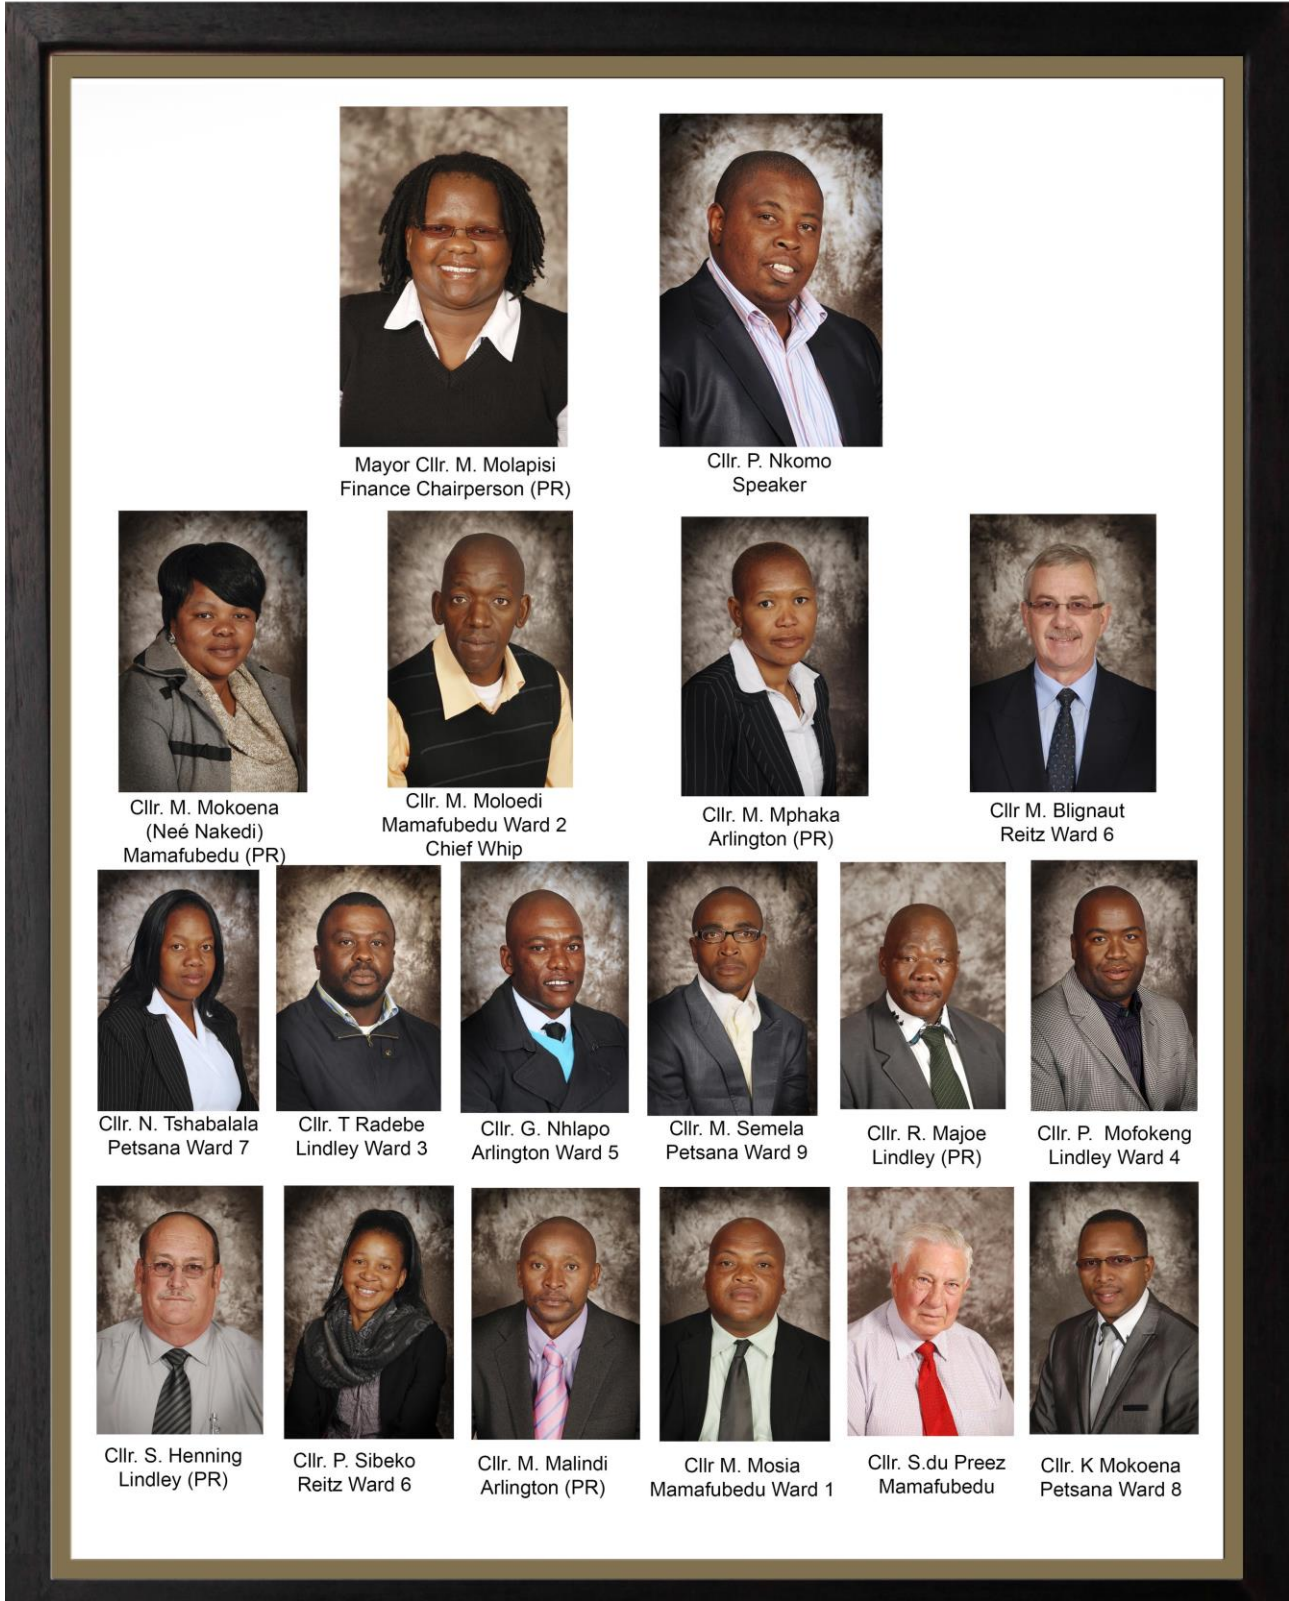 Mayor Cllr. M. Molapisi
Finance Chairperson (PR)
Cllr. P. Nkomo
Speaker
Cllr. M. Mokoena
(Neé Nakedi)
Mamafubedu (PR)
Cllr. M. Moloedi
Mamafubedu Ward 2
Chief Whip
Cllr. M. Mphaka
Arlington (PR)
Cllr M. Blignaut
Reitz Ward 6
Cllr. N. Tshabalala
Petsana Ward 7
Cllr. T Radebe
Lindley Ward 3
Cllr. G. Nhlapo
Arlington Ward 5
Cllr. M. Semela
Petsana Ward 9
Cllr. R. Majoe
Lindley (PR)
Cllr. P. Mofokeng
Lindley Ward 4
Cllr. S. Henning
Lindley (PR)
Cllr. P. Sibeko
Reitz Ward 6
Cllr. M. Malindi
Arlington (PR)
Cllr M. Mosia
Mamafubedu Ward 1
Cllr. S.du Preez
Mamafubedu
Cllr. K Mokoena
Petsana Ward 8